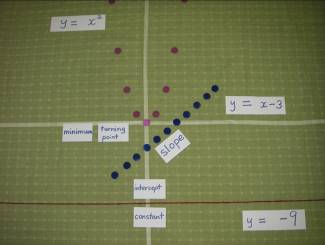 y = x²
y = x-3
minimum
turning
point
slope
intercept
constant
y = -9